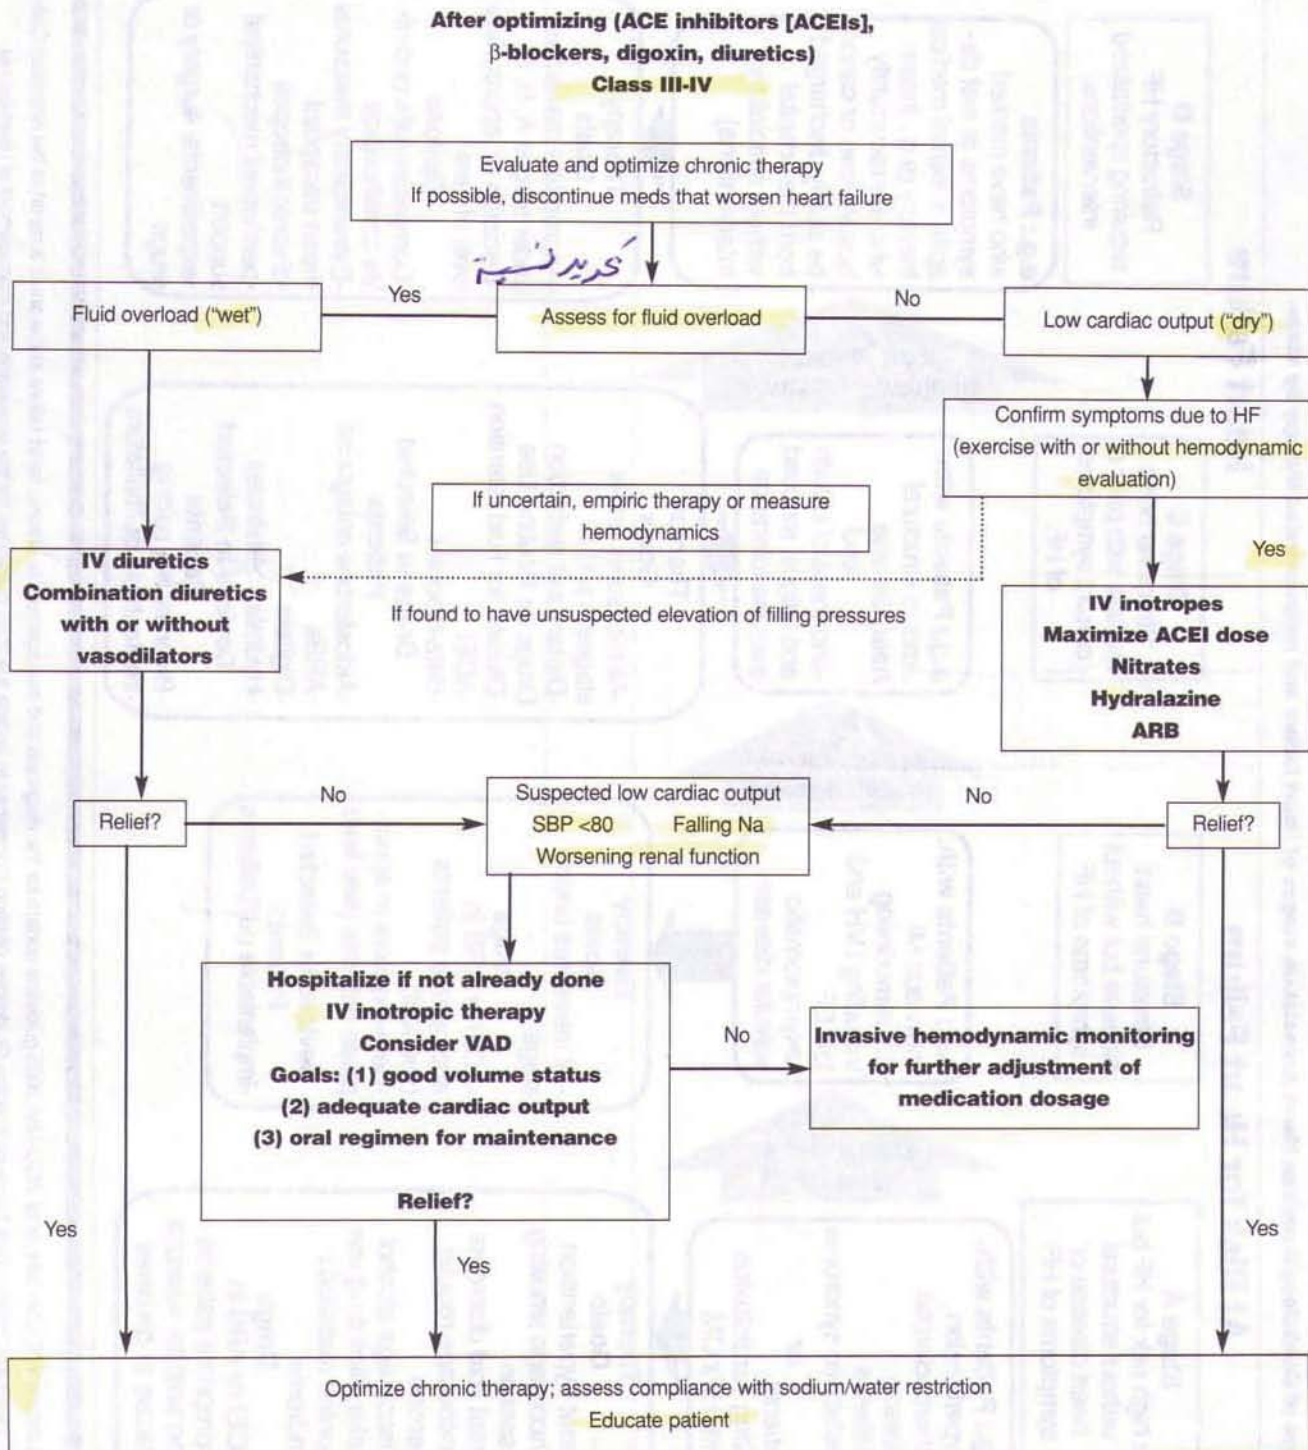 After optimizing (ACE inhibitors [ACEIs],
β-blockers, digoxin, diuretics)
Class III-IV
Evaluate and optimize chronic therapy
If possible, discontinue meds that worsen heart failure
Fluid overload ("wet")
Yes
Assess for fluid overload
No
Low cardiac output ("dry")
Confirm symptoms due to HF
(exercise with or without hemodynamic
evaluation)
If uncertain, empiric therapy or measure
hemodynamics
Yes
IV diuretics
Combination diuretics
with or without
vasodilators
If found to have unsuspected elevation of filling pressures
IV inotropes
Maximize ACEI dose
Nitrates
Hydralazine
ARB
Relief?
No
Suspected low cardiac output
SBP <80 Falling Na
Worsening renal function
No
Relief?
Hospitalize if not already done
IV inotropic therapy
Consider VAD
Goals: (1) good volume status
(2) adequate cardiac output
(3) oral regimen for maintenance
Relief?
No
Invasive hemodynamic monitoring
for further adjustment of
medication dosage
Yes
Yes
Yes
Optimize chronic therapy; assess compliance with sodium/water restriction
Educate patient